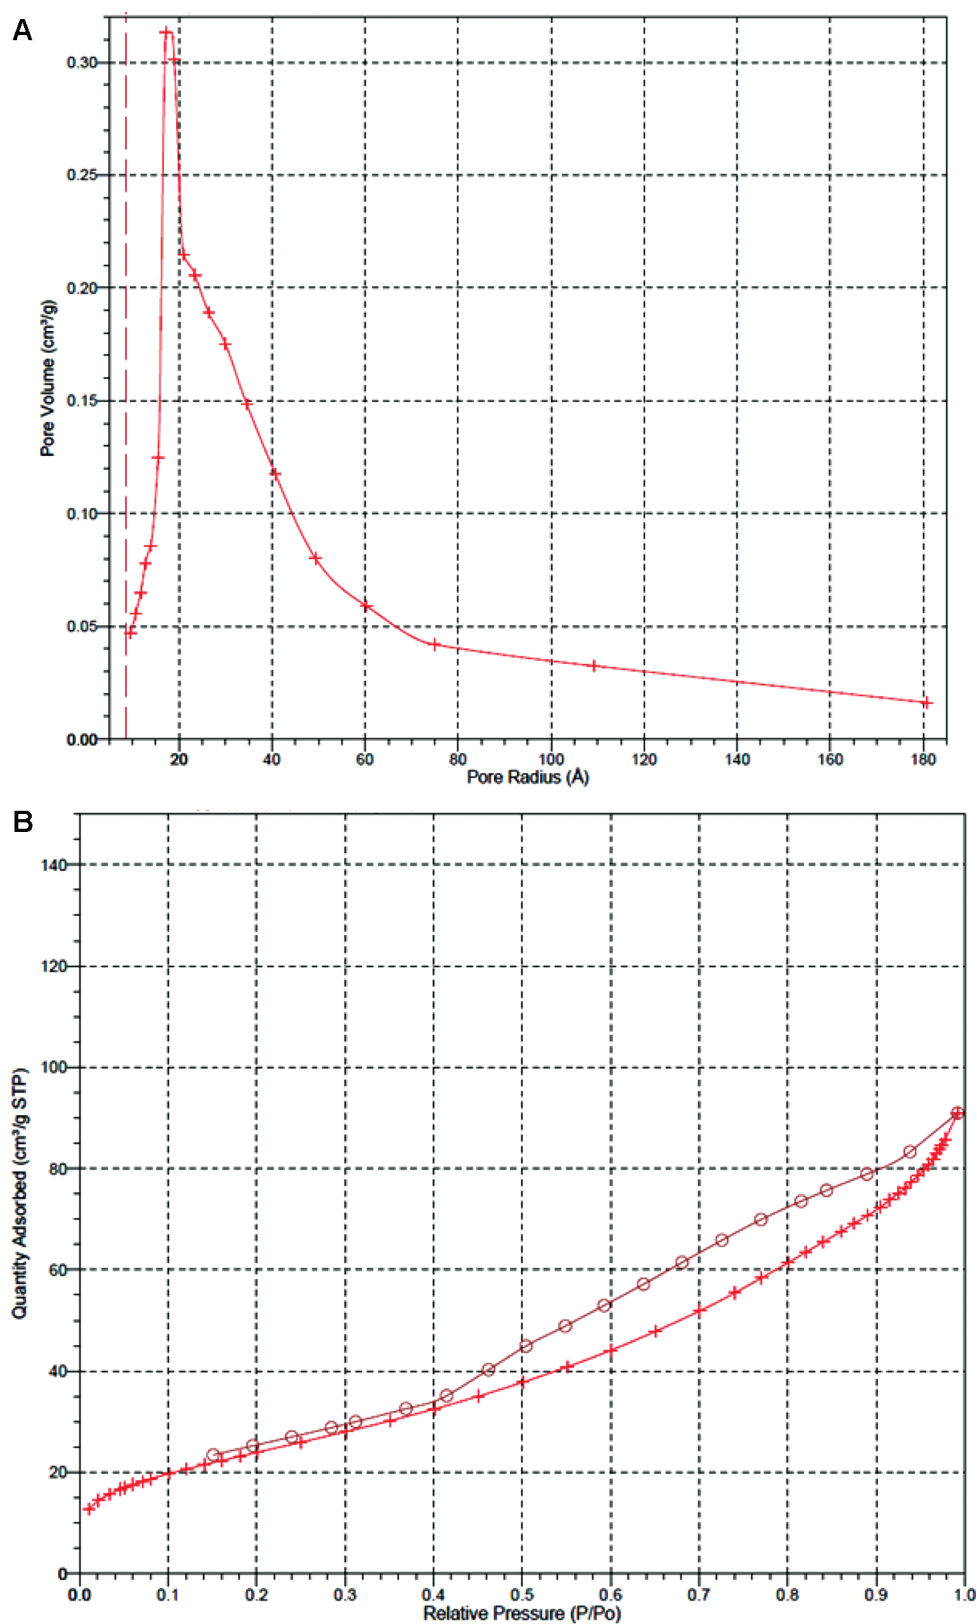 A
0.30
0.25
0.20
0.15
0.10
0.05
0.00
Pore Volume (cm³/g)
20 40 60 80 100 120 140 160 180
Pore Radius (Å)
B
140
120
100
80
60
40
20
0
Quantity Adsorbed (cm³/g STP)
0.0 0.1 0.2 0.3 0.4 0.5 0.6 0.7 0.8 0.9 1.0
Relative Pressure (P/Po)